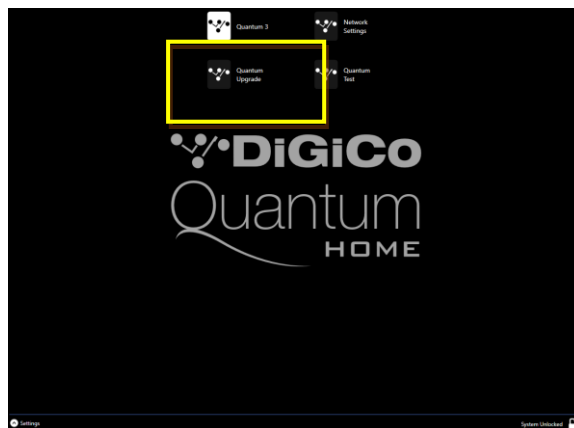 Quantum 3
Network
Settings
Quantum
Upgrade
Quantum
Test
DiGiCo
Quantum
HOME
Settings
System Unlocked